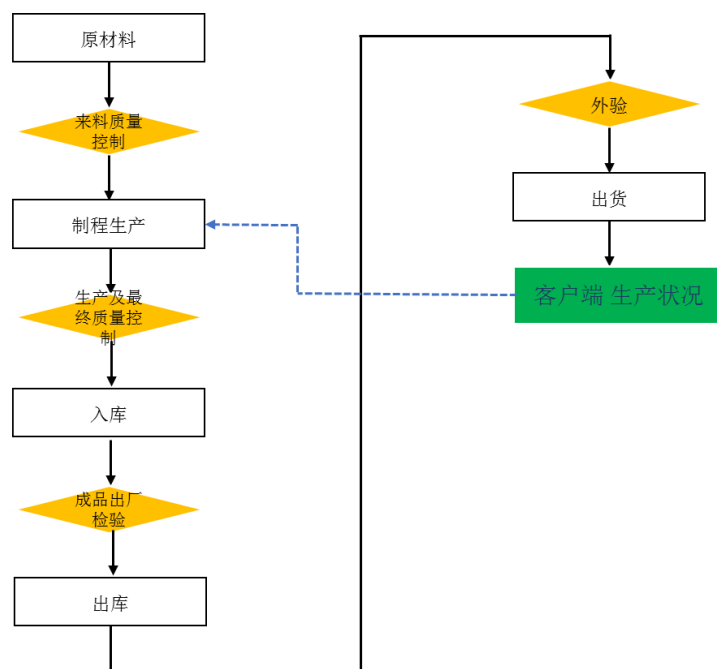 原材料
来料质量
控制
制程生产
生产及最
终质量控
制
入库
成品出厂
检验
出库
外验
出货
客户端 生产状况